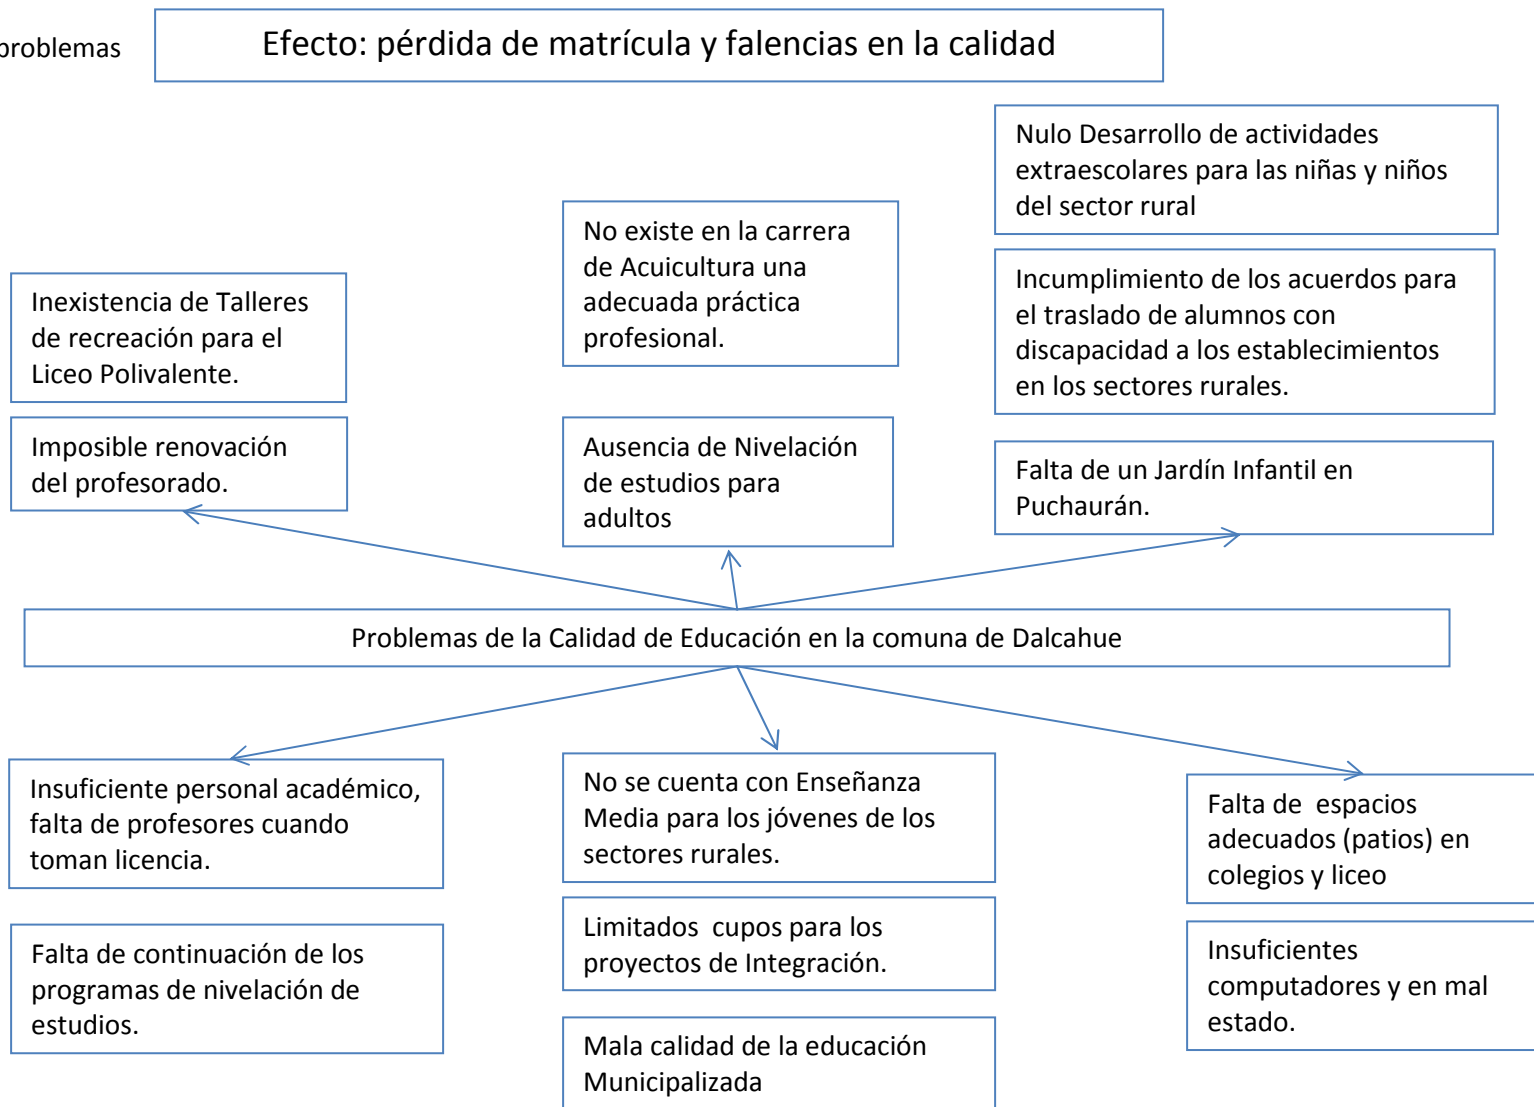 problemas
Efecto: pérdida de matrícula y falencias en la calidad
Nulo Desarrollo de actividades
extraescolares para las niñas y niños
del sector rural
No existe en la carrera
de Acuicultura una
adecuada práctica
profesional.
Incumplimiento de los acuerdos para
el traslado de alumnos con
discapacidad a los establecimientos
en los sectores rurales.
Inexistencia de Talleres
de recreación para el
Liceo Polivalente.
Imposible renovación
del profesorado.
Ausencia de Nivelación
de estudios para
adultos
Falta de un Jardín Infantil en
Puchaurán.
Problemas de la Calidad de Educación en la comuna de Dalcahue
Insuficiente personal académico,
falta de profesores cuando
toman licencia.
No se cuenta con Enseñanza
Media para los jóvenes de los
sectores rurales.
Falta de  espacios
adecuados (patios) en
colegios y liceo
Falta de continuación de los
programas de nivelación de
estudios.
Limitados  cupos para los
proyectos de Integración.
Insuficientes
computadores y en mal
estado.
Mala calidad de la educación
Municipalizada